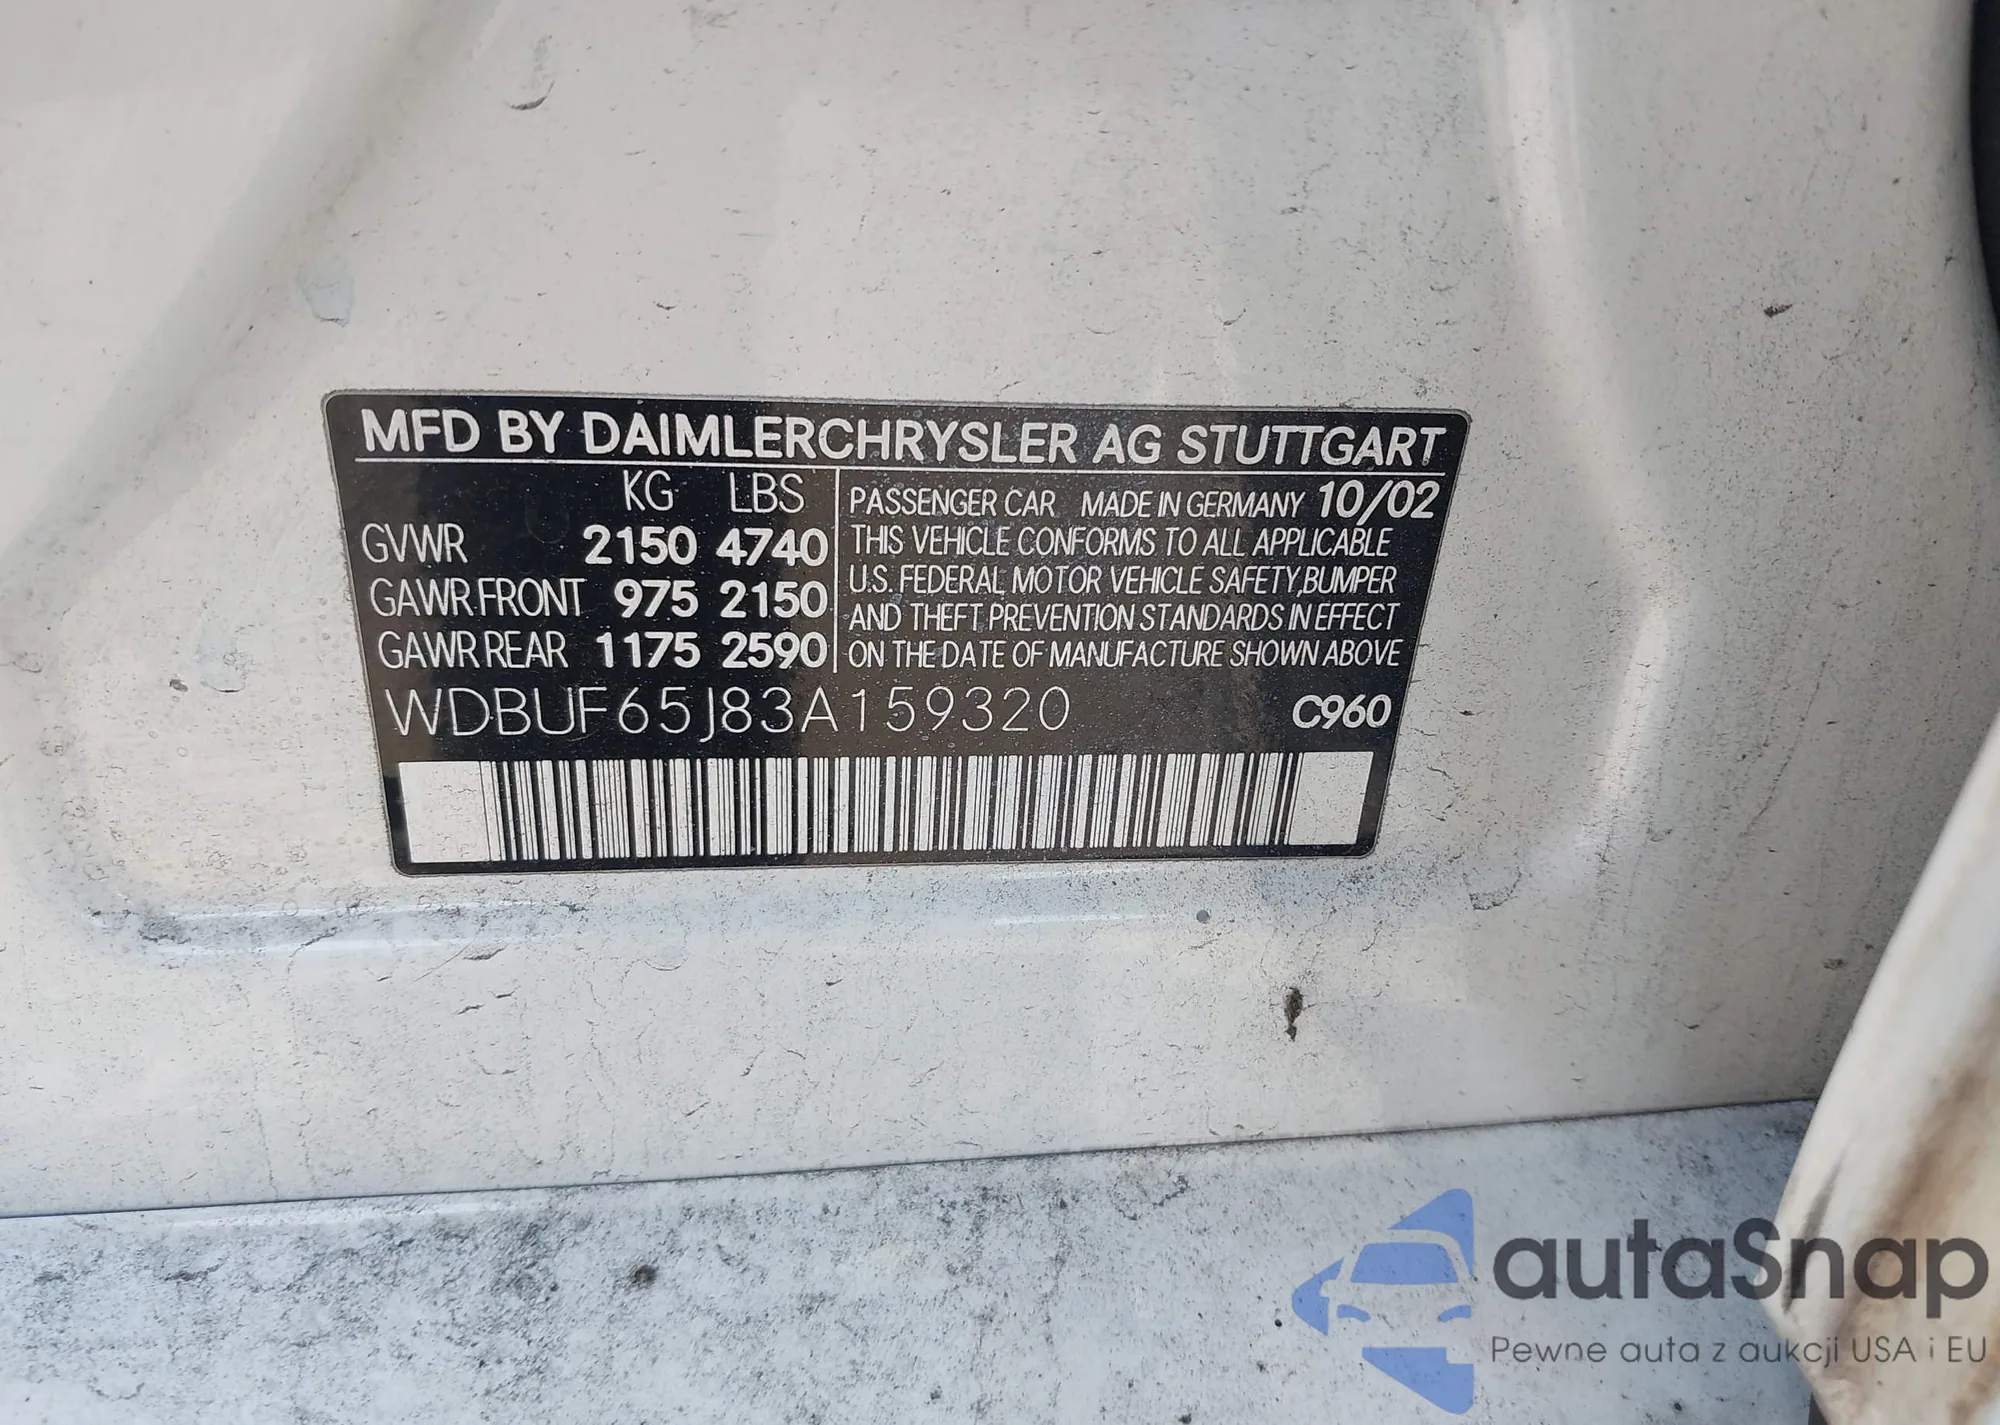 MFD BY DAIMLERCHRYSLER AG STUTTGART
KG LBS
GVWR 2150 4740
GAWR FRONT 975 2150
GAWR REAR 1175 2590
PASSENGER CAR MADE IN GERMANY 10/02
THIS VEHICLE CONFORMS TO ALL APPLICABLE
U.S. FEDERAL MOTOR VEHICLE SAFETY, BUMPER
AND THEFT PREVENTION STANDARDS IN EFFECT
ON THE DATE OF MANUFACTURE SHOWN ABOVE
WDBUF65J83A159320 C960
autaSnap
Pewne auta z aukcji USA i EU